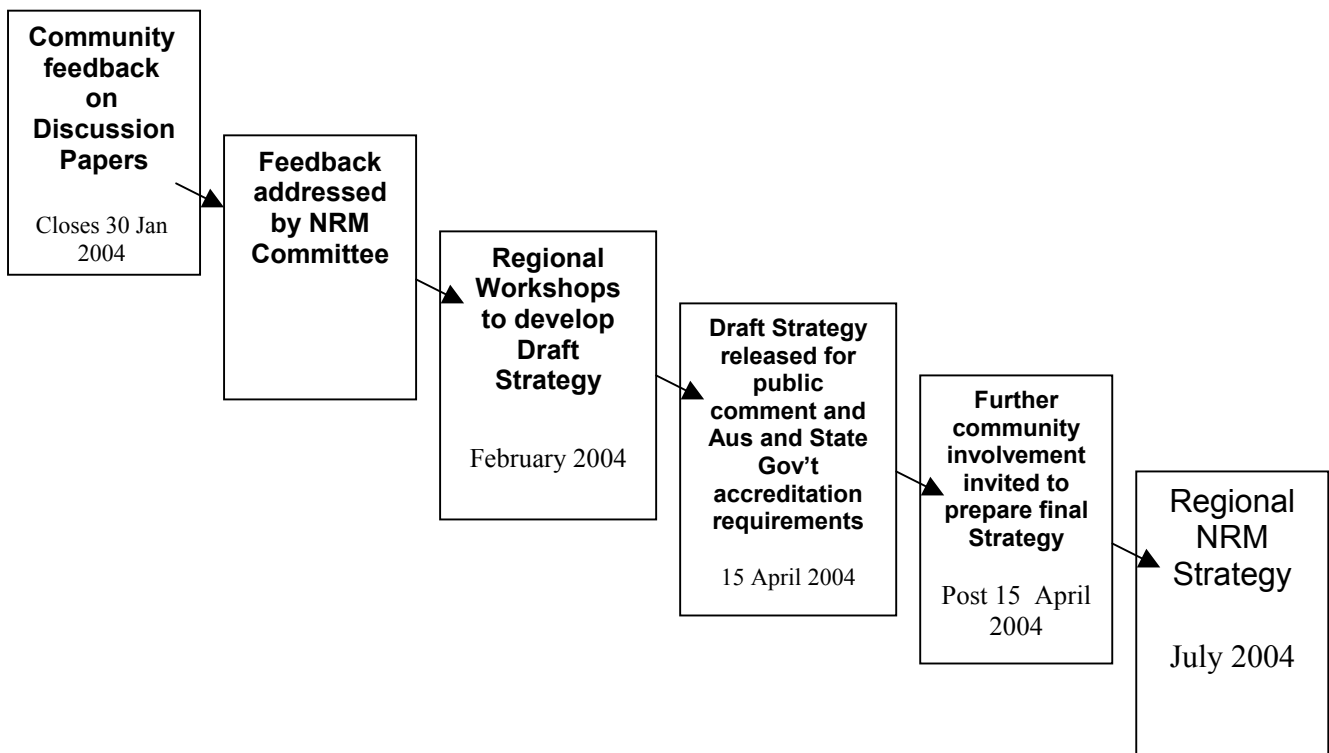 Community
feedback
on
Discussion
Papers
Closes 30 Jan
2004
Feedback
addressed
by NRM
Committee
Regional
Workshops
to develop
Draft
Strategy
February 2004
Draft Strategy
released for
public
comment and
Aus and State
Gov’t
accreditation
requirements
15 April 2004
Further
community
involvement
invited to
prepare final
Strategy
Post 15 April
2004
Regional
NRM
Strategy
July 2004